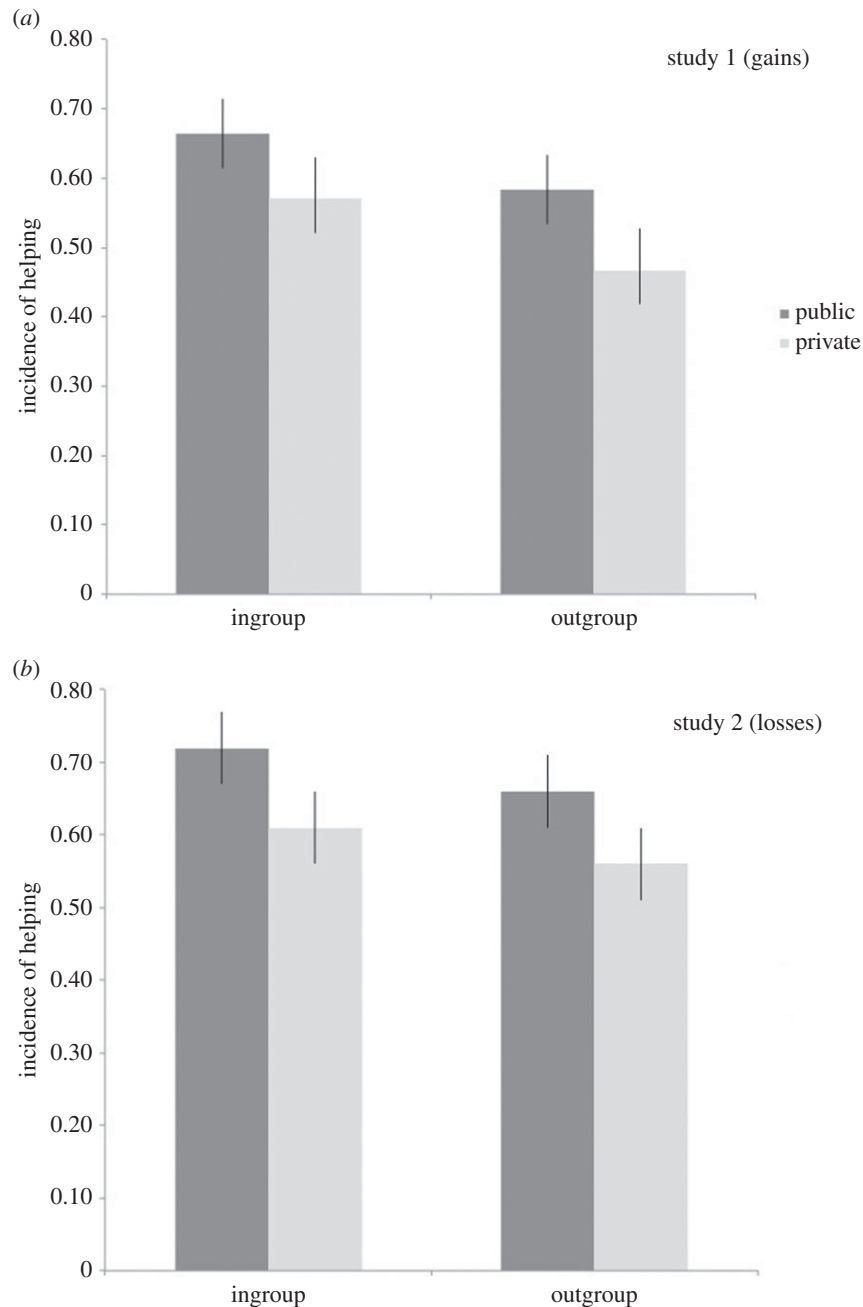 (a)
0.80
study 1 (gains)
0.70
0.60
0.50
0.40
0.30
0.20
0.10
0
incidence of helping
public
private
ingroup outgroup
(b)
0.80
study 2 (losses)
0.70
0.60
0.50
0.40
0.30
0.20
0.10
0
incidence of helping
ingroup outgroup